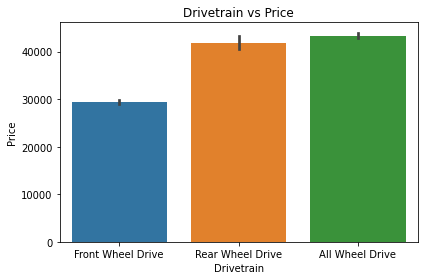 Drivetrain vs Price
Price
40000
30000
20000
10000
0
Front Wheel Drive
Rear Wheel Drive
All Wheel Drive
Drivetrain